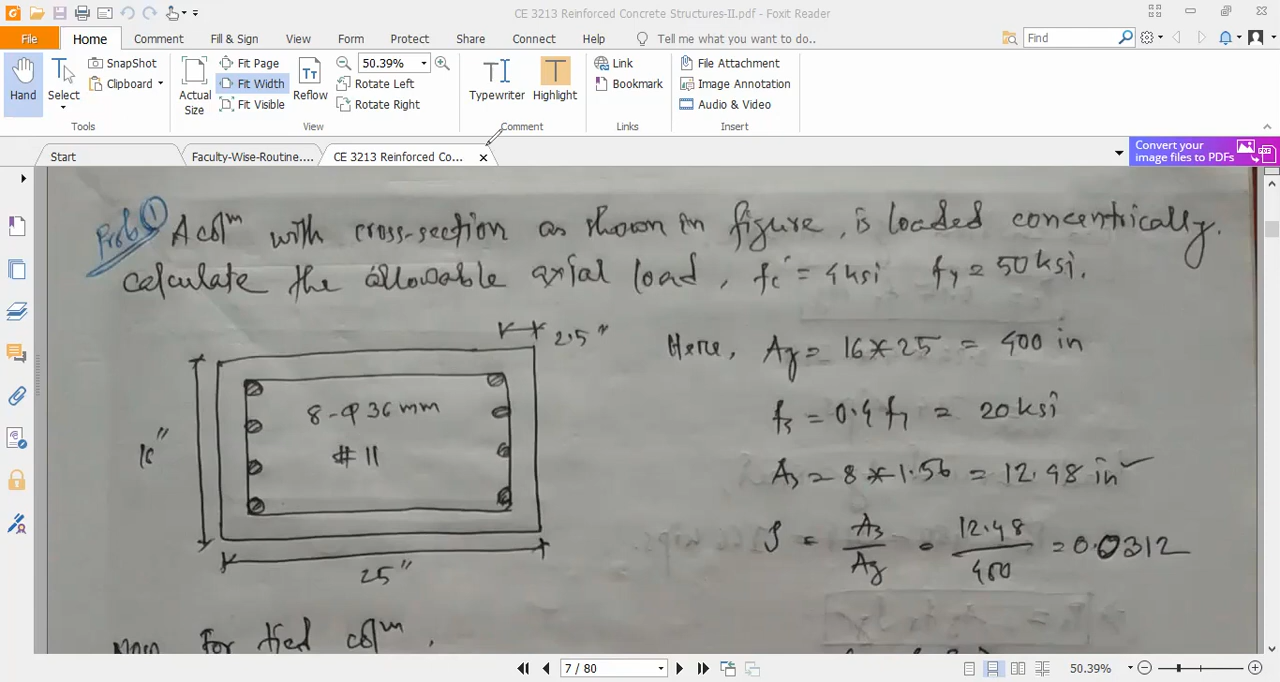 CE 3213 Reinforced Concrete Structures-II.pdf - Foxit Reader
File Home Comment Fill & Sign View Form Protect Share Connect Help Tell me what you want to do.. Find
Hand
Select
SnapShot
Clipboard
Tools
Actual Size
Fit Page
Fit Width
Fit Visible
Reflow
50.39%
Rotate Left
Rotate Right
View
Typewriter
Highlight
Comment
Link
Bookmark
Links
File Attachment
Image Annotation
Audio & Video
Insert
Start Faculty-Wise-Routine.... CE 3213 Reinforced Co...
Convert your
image files to PDFs
Prob 1 A colᵐ with cross-section as shown in figure, is loaded concentrically.
calculate the allowable axial load, fc' = 4ksi fy = 50ksi.
2.5"
16"
8-φ36 mm
#11
25"
Here, Ag = 16*25 = 400 in
fs = 0.4 fy = 20ksi
As = 8*1.56 = 12.48 in
ρ = As/Ag = 12.48/400 = 0.0312
For tied colᵐ,
7 / 80
50.39%